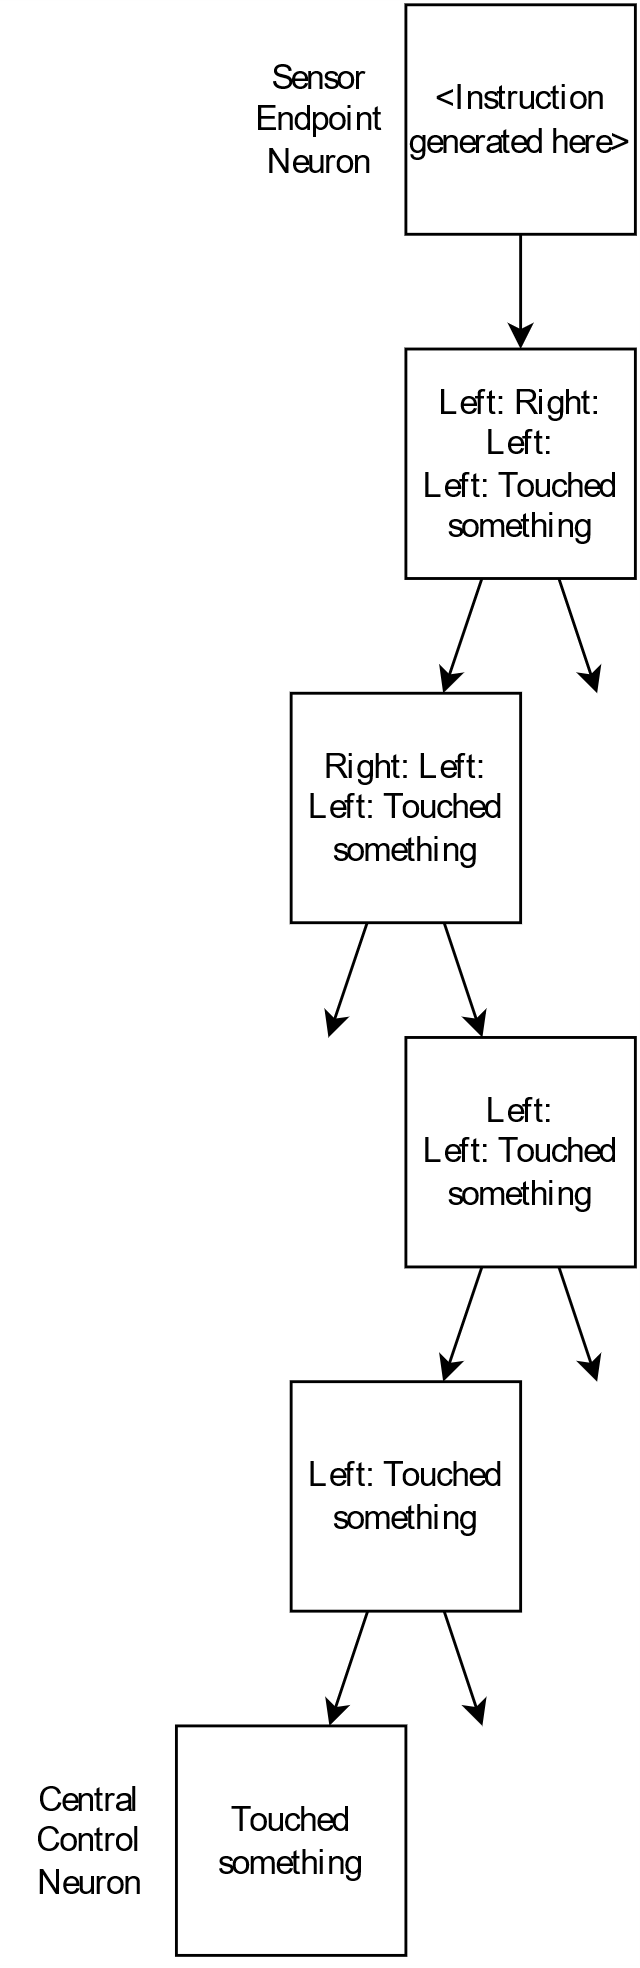 Sensor
Endpoint
Neuron
<Instruction
generated here>
Left: Right:
Left:
Left: Touched
something
Right: Left:
Left: Touched
something
Left:
Left: Touched
something
Left: Touched
something
Central
Control
Neuron
Touched
something